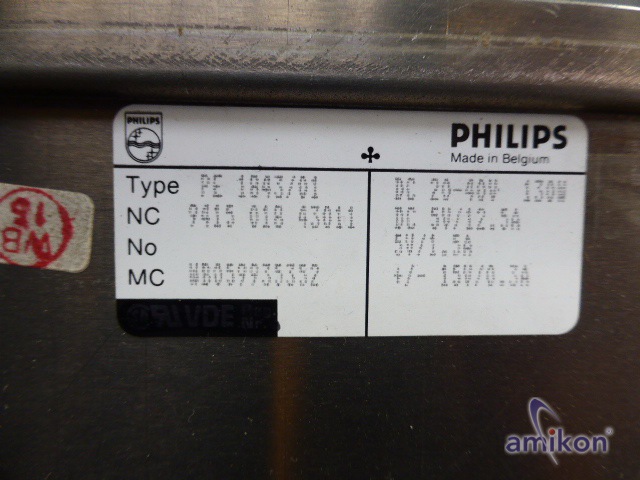 PHILIPS
PHILIPS
Made in Belgium
Type PE 1843/01
NC 9415 018 43011
No
MC WB059935352
DC 20-40V 130W
DC 5V/12.5A
5V/1.5A
+/- 15V/0.3A
VDE
WB
15
amikon